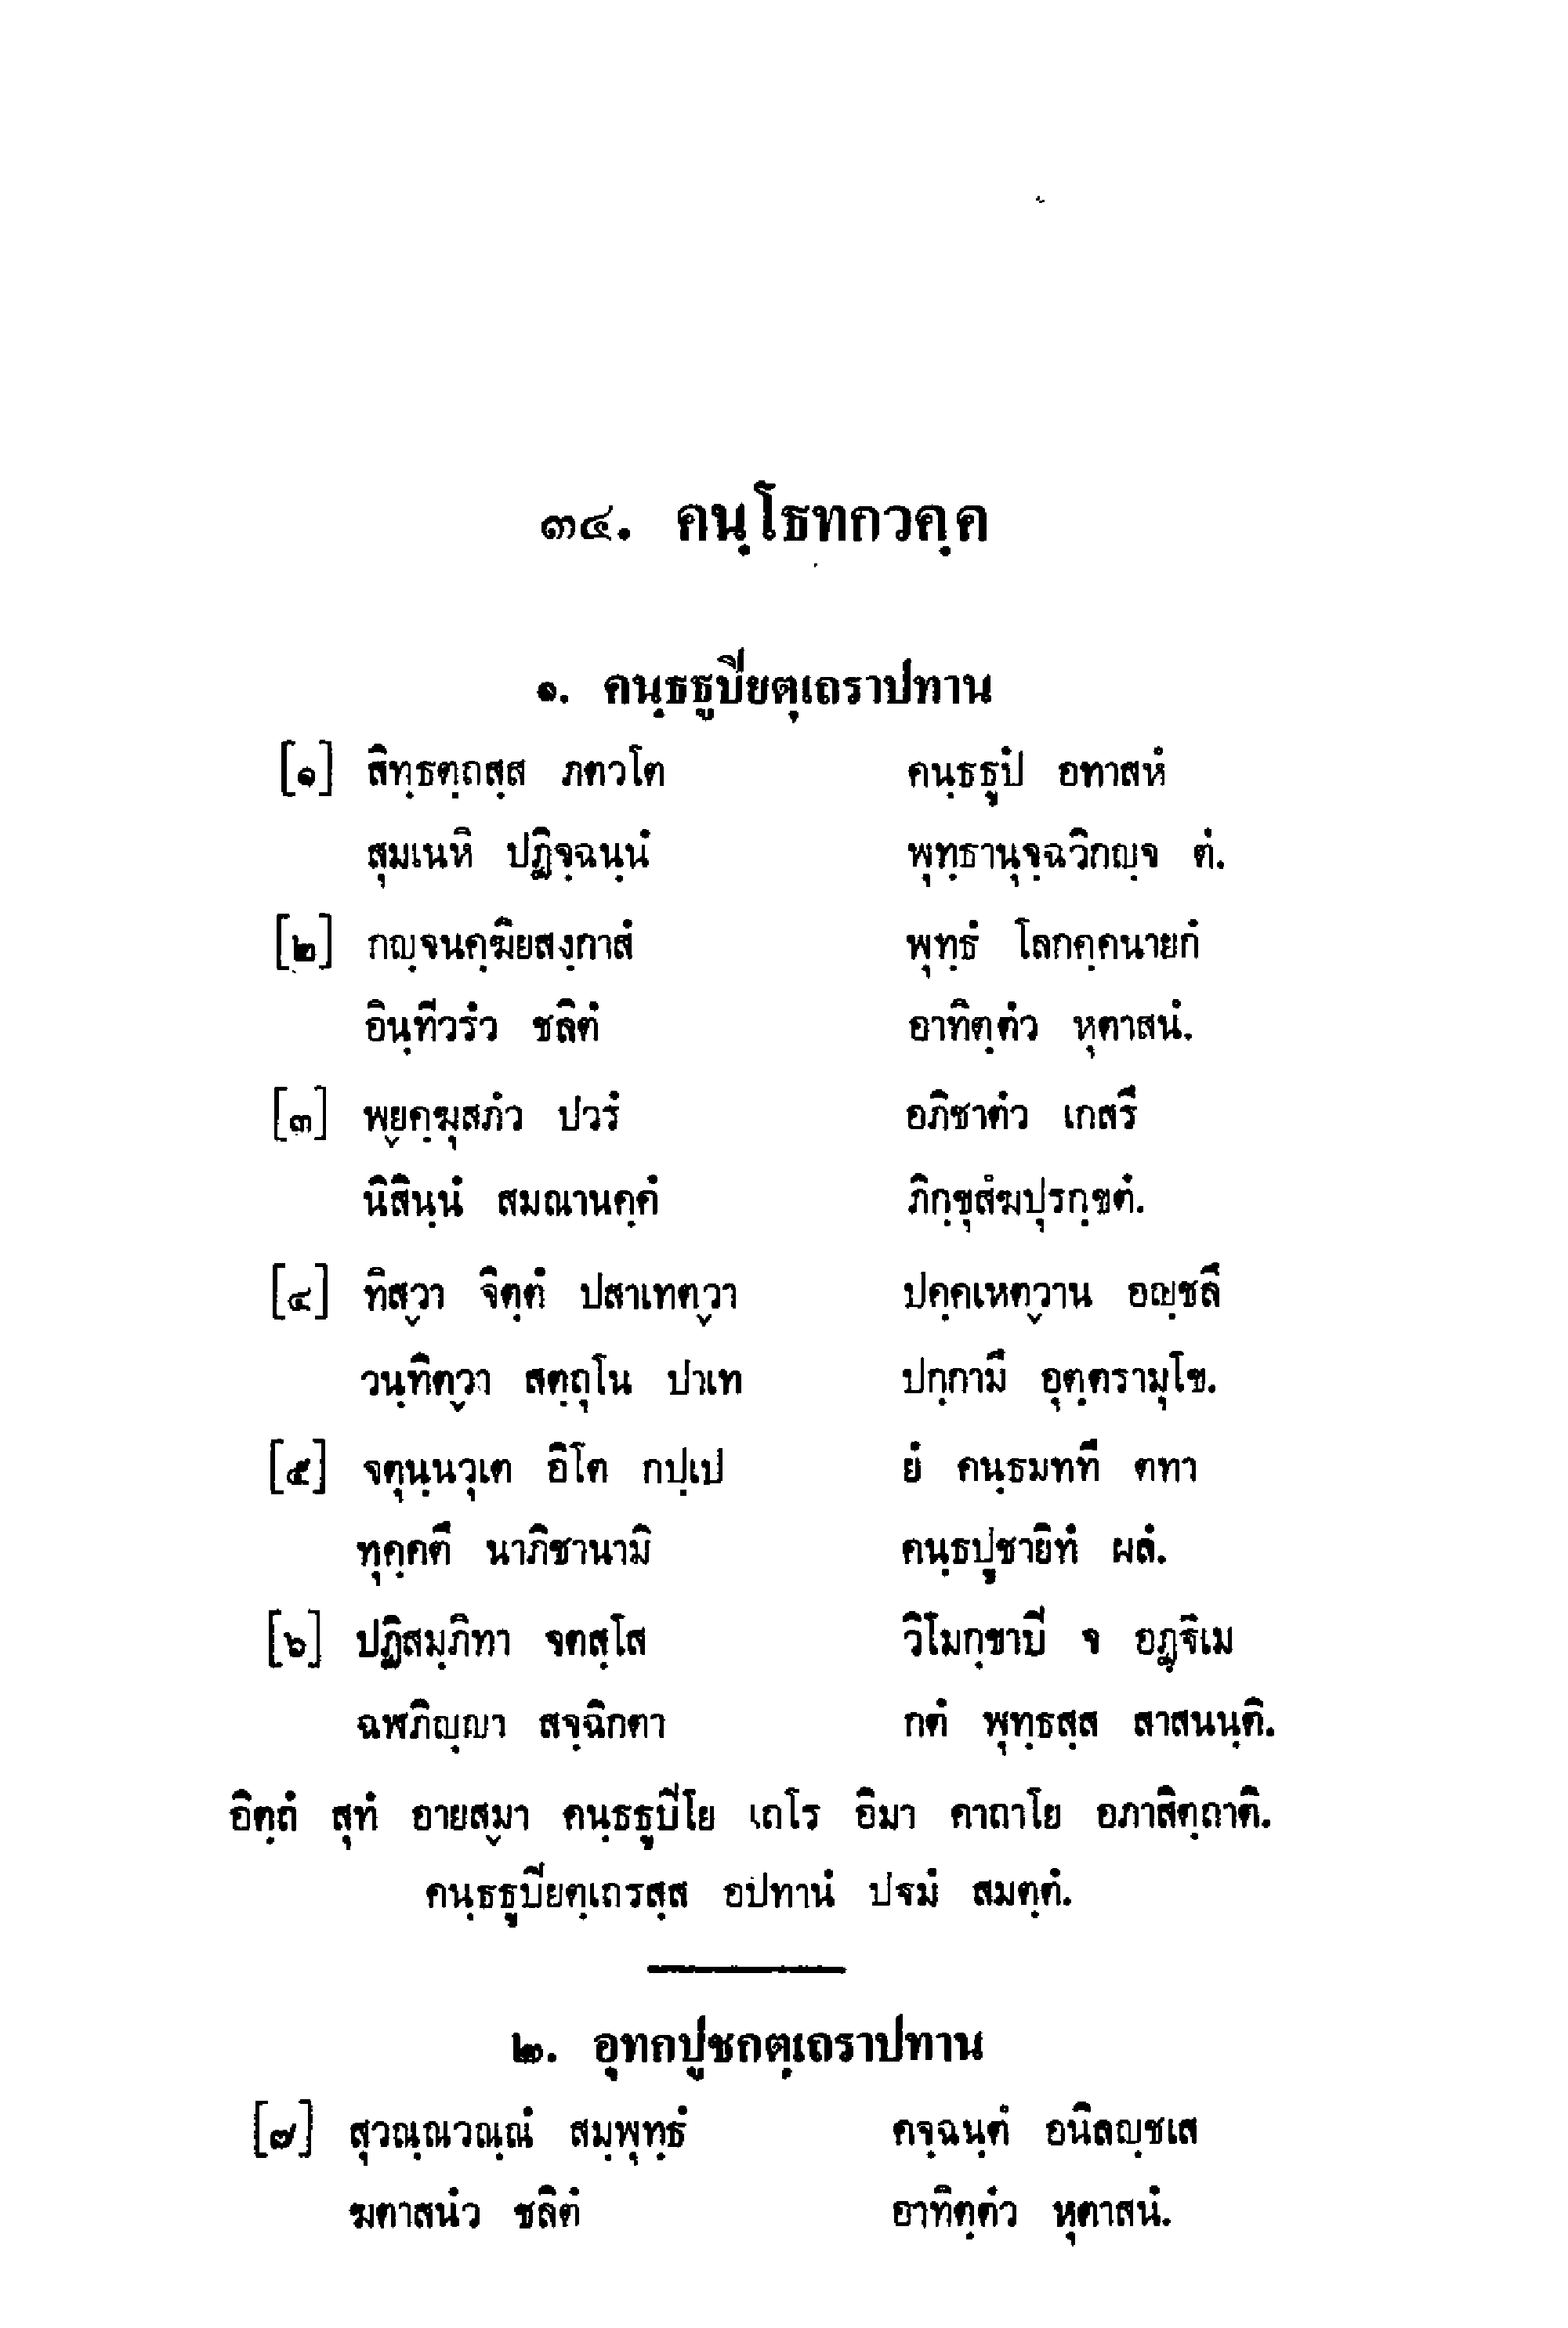 ๓๔. คนฺโธทกวคฺค
๑. คนฺธธูปียตฺเถราปทาน
[๑] สิทฺธตฺถสฺส ภควโต คนฺธธูปํ อทาสหํ
สุมเนหิ ปฏิจฺฉนฺนํ พุทฺธานุจฺฉวิกญฺจ ตํ.
[๒] กญฺจนคฺฆิยสงฺกาสํ พุทฺธํ โลกคฺคนายกํ
อินฺทีวรํว ชลิตํ อาทิตฺตํว หุตาสนํ.
[๓] พฺยคฺฆุสภํว ปวรํ อภิชาตํว เกสรึ
นิสินฺนํ สมณานคฺคํ ภิกฺขุสํฆปุรกฺขตํ.
[๔] ทิสฺวา จิตฺตํ ปสาเทตฺวา ปคฺคเหตฺวาน อญฺชลึ
วนฺทิตฺวา สตฺถุโน ปาเท ปกฺกามึ อุตฺตรามุโข.
[๕] จตุนฺนวุเต อิโต กปฺเป ยํ คนฺธมททึ ตทา
ทุคฺคตึ นาภิชานามิ คนฺธปูชายิทํ ผลํ.
[๖] ปฏิสมฺภิทา จตสฺโส วิโมกฺขาปี จ อฏฺฐิเม
ฉฬภิญฺญา สจฺฉิกตา กตํ พุทฺธสฺส สาสนนฺติ.
อิตฺถํ สุทํ อายสฺมา คนฺธธูปีโย เถโร อิมา คาถาโย อภาสิตฺถาติ.
คนฺธธูปียตฺเถรสฺส อปทานํ ปฐมํ สมตฺตํ.
๒. อุทกปูชกตฺเถราปทาน
[๗] สุวณฺณวณฺณํ สมฺพุทฺธํ คจฺฉนฺตํ อนิลญฺชเส
ฆตาสนํว ชลิตํ อาทิตฺตํว หุตาสนํ.